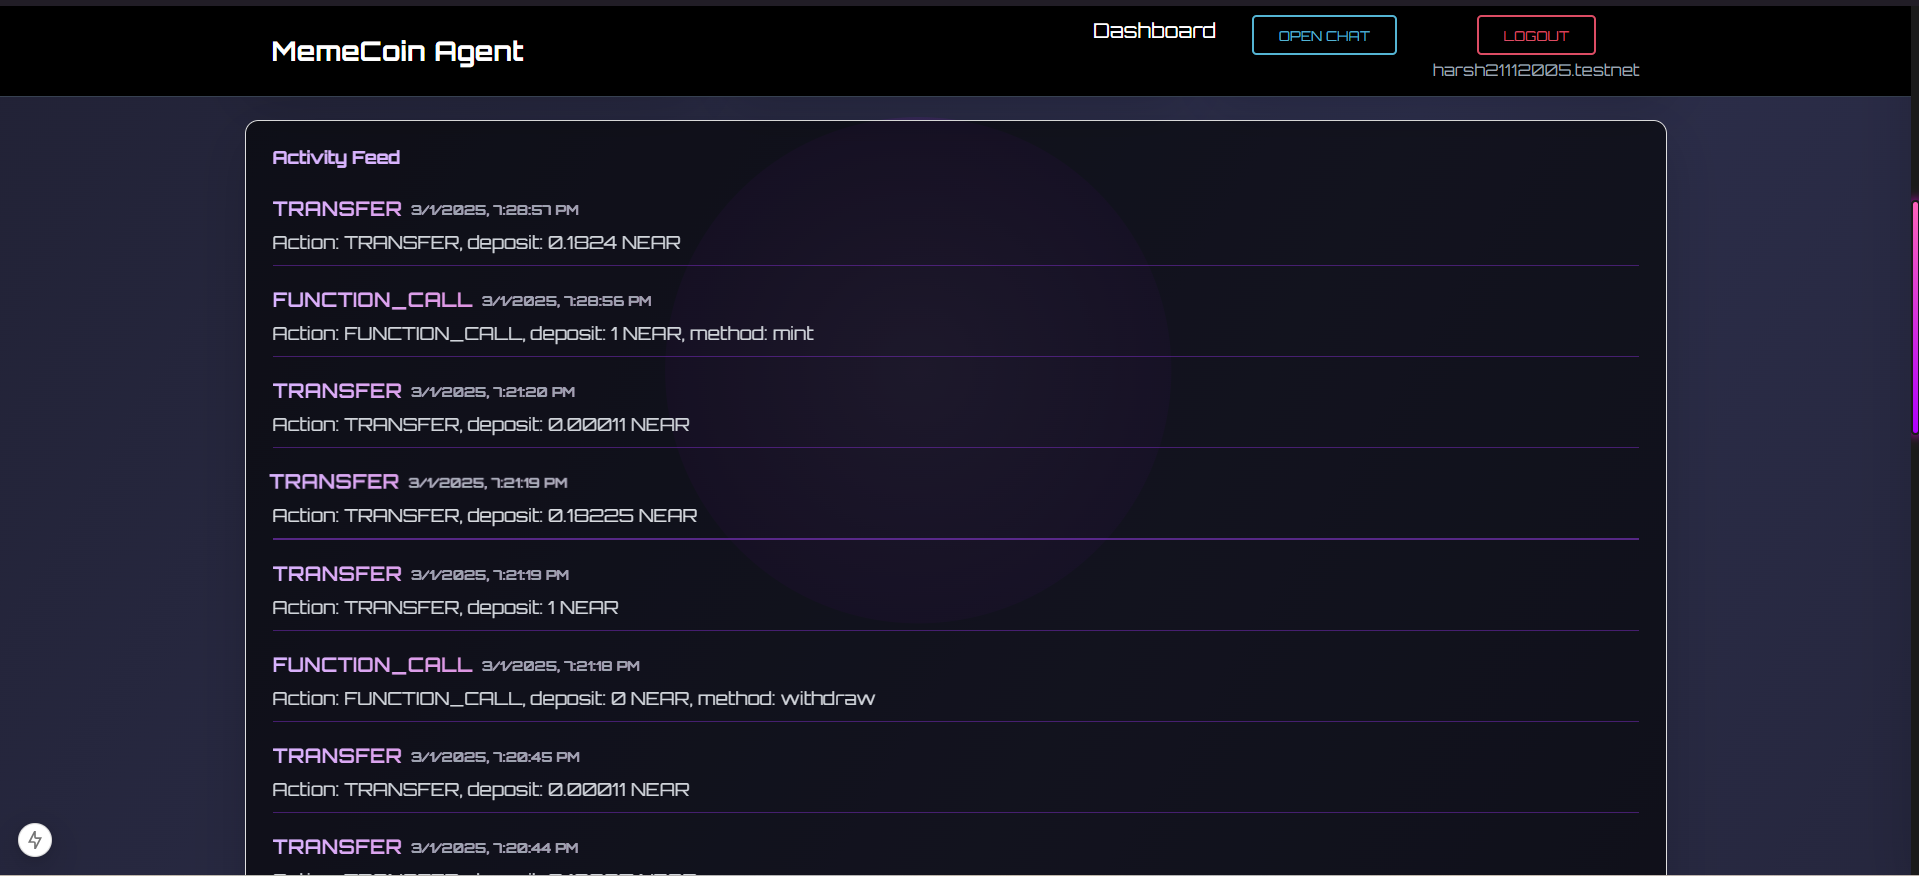 MemeCoin Agent
Dashboard
OPEN CHAT
LOGOUT
harsh21112005.testnet
Activity Feed
TRANSFER 3/1/2025, 7:28:57 PM
Action: TRANSFER, deposit: 0.1824 NEAR
FUNCTION_CALL 3/1/2025, 7:28:56 PM
Action: FUNCTION_CALL, deposit: 1 NEAR, method: mint
TRANSFER 3/1/2025, 7:21:20 PM
Action: TRANSFER, deposit: 0.00011 NEAR
TRANSFER 3/1/2025, 7:21:19 PM
Action: TRANSFER, deposit: 0.18225 NEAR
TRANSFER 3/1/2025, 7:21:19 PM
Action: TRANSFER, deposit: 1 NEAR
FUNCTION_CALL 3/1/2025, 7:21:18 PM
Action: FUNCTION_CALL, deposit: 0 NEAR, method: withdraw
TRANSFER 3/1/2025, 7:20:45 PM
Action: TRANSFER, deposit: 0.00011 NEAR
TRANSFER 3/1/2025, 7:20:44 PM